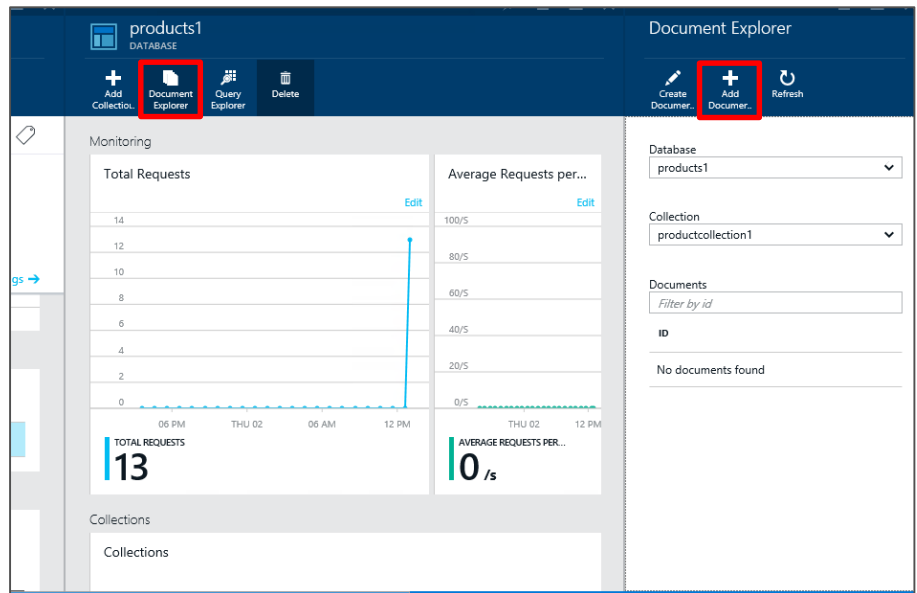 products1
DATABASE
Add
Collectio..
Document
Explorer
Query
Explorer
Delete
gs →
Monitoring
Total Requests
Edit
14
12
10
8
6
4
2
0
06 PM
THU 02
06 AM
12 PM
TOTAL REQUESTS
13
Average Requests per...
Edit
100/S
80/S
60/S
40/S
20/S
0/S
THU 02
12 PM
AVERAGE REQUESTS PER...
0 /s
Collections
Collections
Document Explorer
Create
Documer..
Add
Documer..
Refresh
Database
products1
Collection
productcollection1
Documents
Filter by id
ID
No documents found